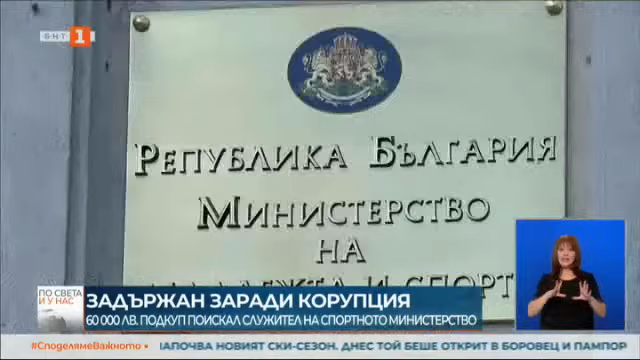 БНТ 1
РЕПУБЛИКА БЪЛГАРИЯ
МИНИСТЕРСТВО
НА
И СПОРТ
ПО СВЕТА
И У НАС
ЗАДЪРЖАН ЗАРАДИ КОРУПЦИЯ
60 000 ЛВ. ПОДКУП ПОИСКАЛ СЛУЖИТЕЛ НА СПОРТНОТО МИНИСТЕРСТВО
#СподелямеВажното
ЗАПОЧВА НОВИЯТ СКИ-СЕЗОН. ДНЕС ТОЙ БЕШЕ ОТКРИТ В БОРОВЕЦ И ПАМПОР